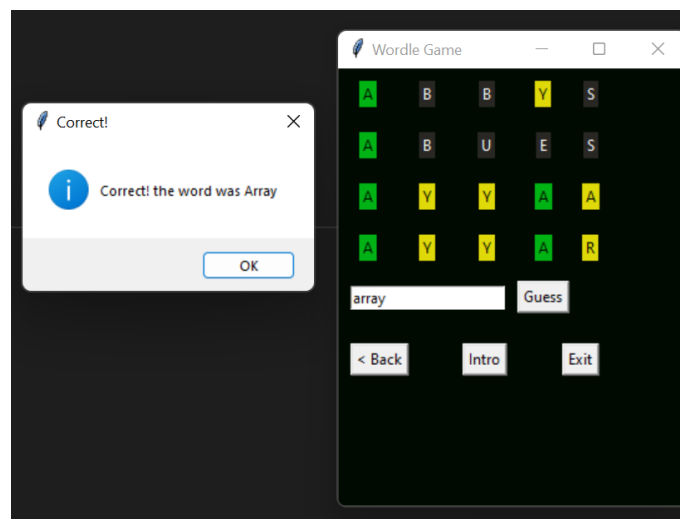 Wordle Game
A B B Y S
Correct!
A B U E S
Correct! the word was Array
A Y Y A A
A Y Y A R
OK
array Guess
< Back Intro Exit